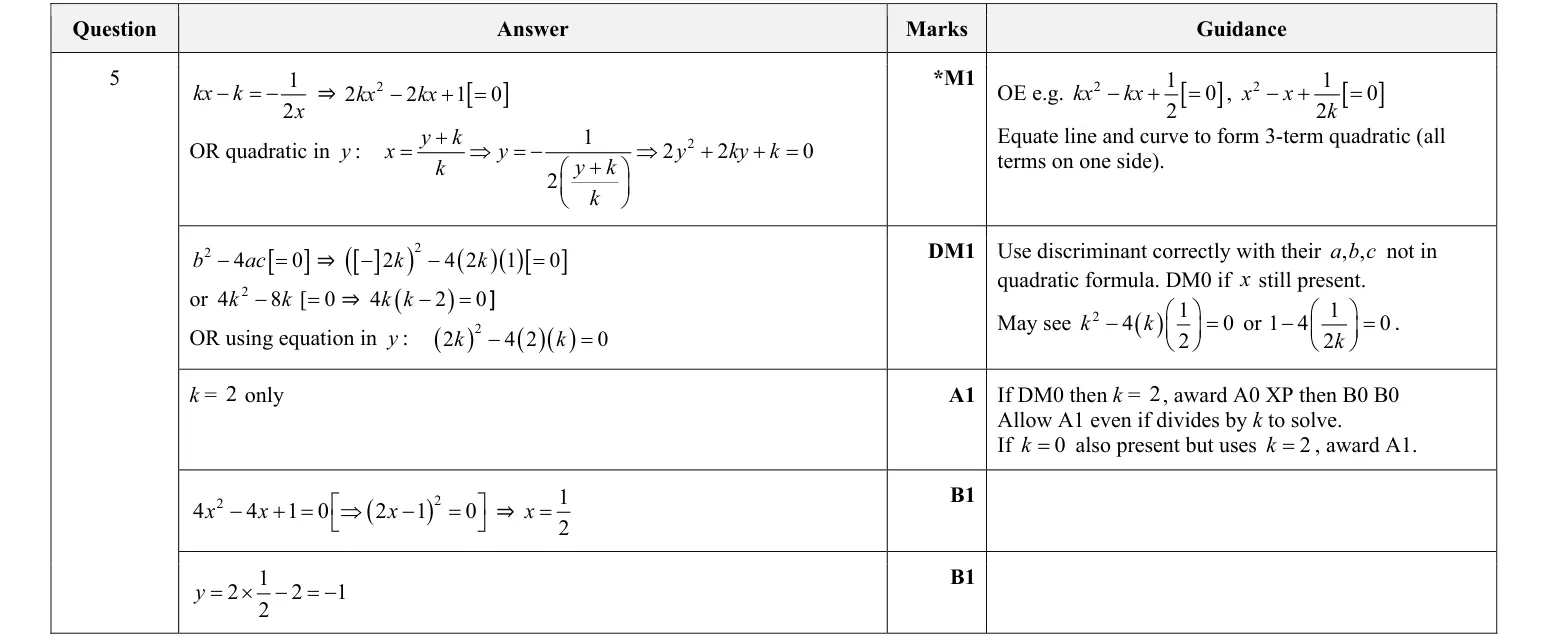 Question Answer Marks Guidance
5
kx − k = −1/(2x) ⇒ 2kx² − 2kx + 1[= 0]
OR quadratic in y : x = (y + k)/k ⇒ y = −1/(2((y + k)/k)) ⇒ 2y² + 2ky + k = 0
*M1
OE e.g. kx² − kx + 1/2[= 0] , x² − x + 1/(2k)[= 0]
Equate line and curve to form 3-term quadratic (all
terms on one side).
b² − 4ac[= 0] ⇒ ([−]2k)² − 4(2k)(1)[= 0]
or 4k² − 8k [= 0 ⇒ 4k(k − 2) = 0]
OR using equation in y : (2k)² − 4(2)(k) = 0
DM1
Use discriminant correctly with their a,b,c not in
quadratic formula. DM0 if x still present.
May see k² − 4(k)(1/2) = 0 or 1 − 4(1/(2k)) = 0 .
k = 2 only
A1
If DM0 then k = 2 , award A0 XP then B0 B0
Allow A1 even if divides by k to solve.
If k = 0 also present but uses k = 2 , award A1.
4x² − 4x + 1 = 0[⇒ (2x − 1)² = 0] ⇒ x = 1/2
B1
y = 2 × 1/2 − 2 = −1
B1